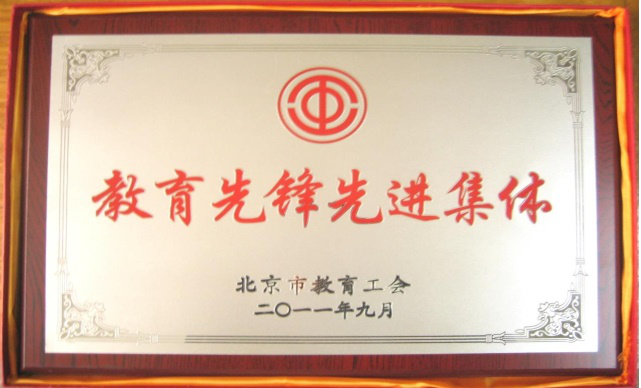 教育先锋先进集体
北京市教育工会
二〇一一年九月